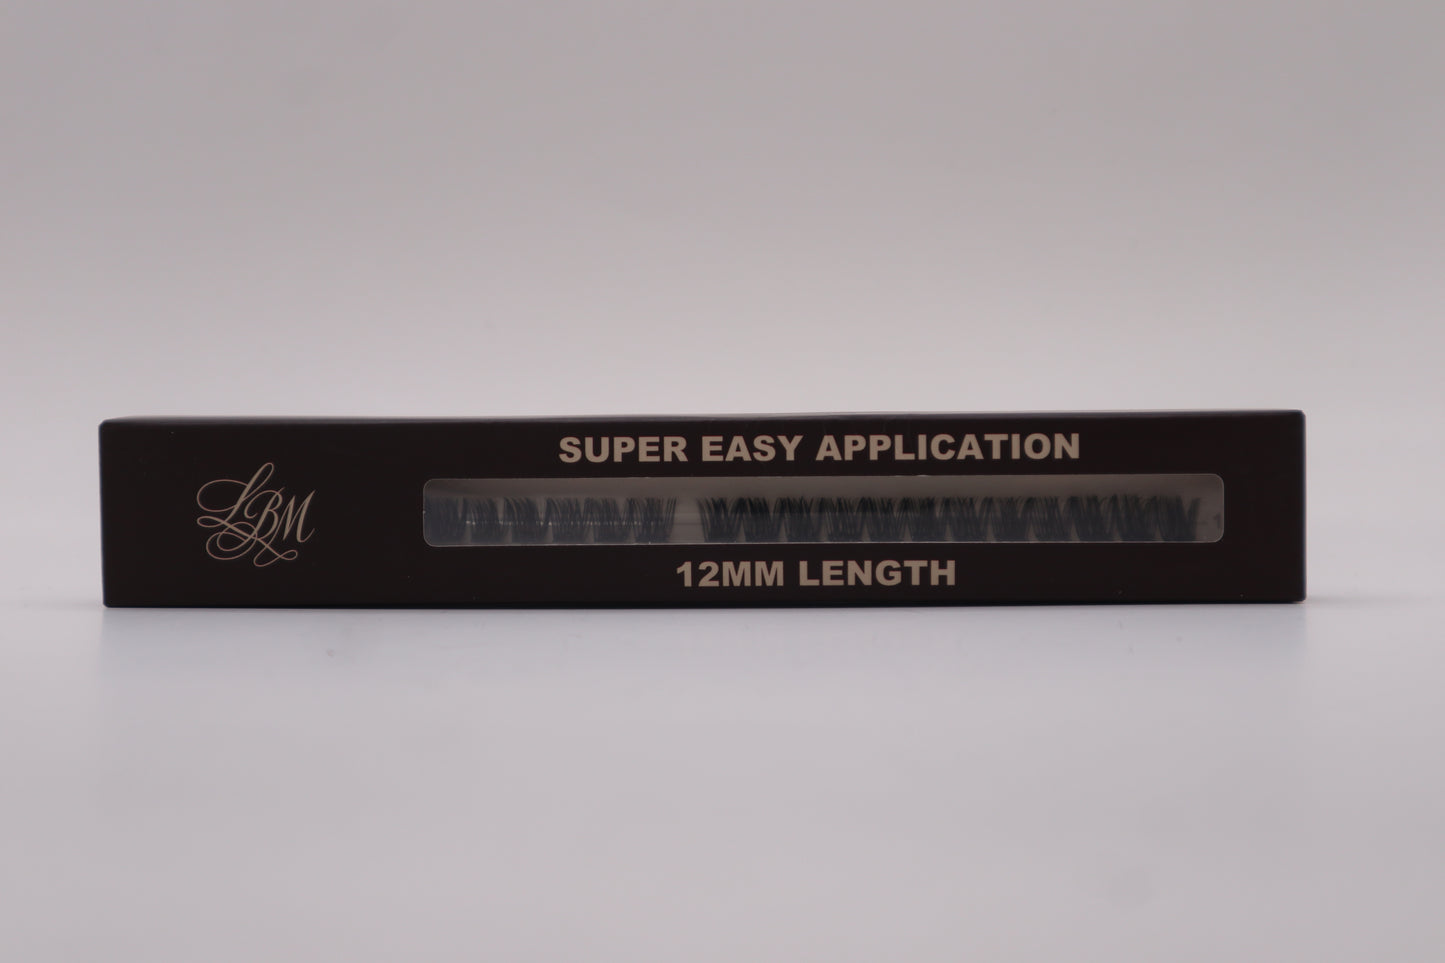 LBM
SUPER EASY APPLICATION
12MM LENGTH